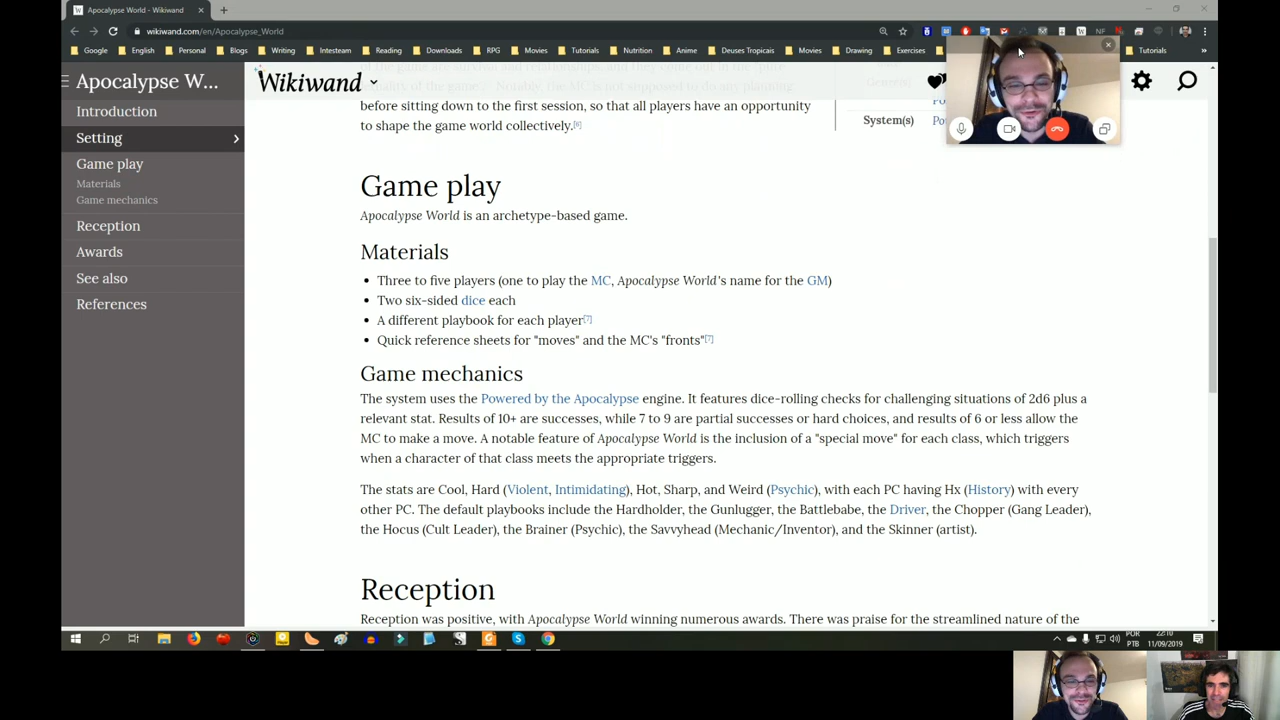 Apocalypse World - Wikiwand
wikiwand.com/en/Apocalypse_World
Google English Personal Blogs Writing Intesteam Reading Downloads RPG Movies Tutorials Nutrition Anime Deuses Tropicais Movies Drawing Exercises Tutorials
Apocalypse W...
Wikiwand
Introduction
Setting
Game play
Materials
Game mechanics
Reception
Awards
See also
References
before sitting down to the first session, so that all players have an opportunity
to shape the game world collectively.[6]
System(s)
Game play
Apocalypse World is an archetype-based game.
Materials
• Three to five players (one to play the MC, Apocalypse World's name for the GM)
• Two six-sided dice each
• A different playbook for each player[7]
• Quick reference sheets for "moves" and the MC's "fronts"[7]
Game mechanics
The system uses the Powered by the Apocalypse engine. It features dice-rolling checks for challenging situations of 2d6 plus a
relevant stat. Results of 10+ are successes, while 7 to 9 are partial successes or hard choices, and results of 6 or less allow the
MC to make a move. A notable feature of Apocalypse World is the inclusion of a "special move" for each class, which triggers
when a character of that class meets the appropriate triggers.
The stats are Cool, Hard (Violent, Intimidating), Hot, Sharp, and Weird (Psychic), with each PC having Hx (History) with every
other PC. The default playbooks include the Hardholder, the Gunlugger, the Battlebabe, the Driver, the Chopper (Gang Leader),
the Hocus (Cult Leader), the Brainer (Psychic), the Savvyhead (Mechanic/Inventor), and the Skinner (artist).
Reception
Reception was positive, with Apocalypse World winning numerous awards. There was praise for the streamlined nature of the
POR
PTB
22:10
11/09/2019